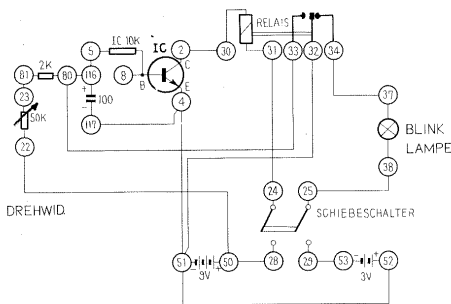 RELAIS
IC 10K
IC
5
2
30
31
33
32
34
2K
81
80
116
8
C
B
E
+
100
-
4
23
50K
117
37
BLINK
LAMPE
22
38
DREHWID.
24
25
SCHIEBESCHALTER
51
-
+
50
28
29
53
-
+
52
9V
3V